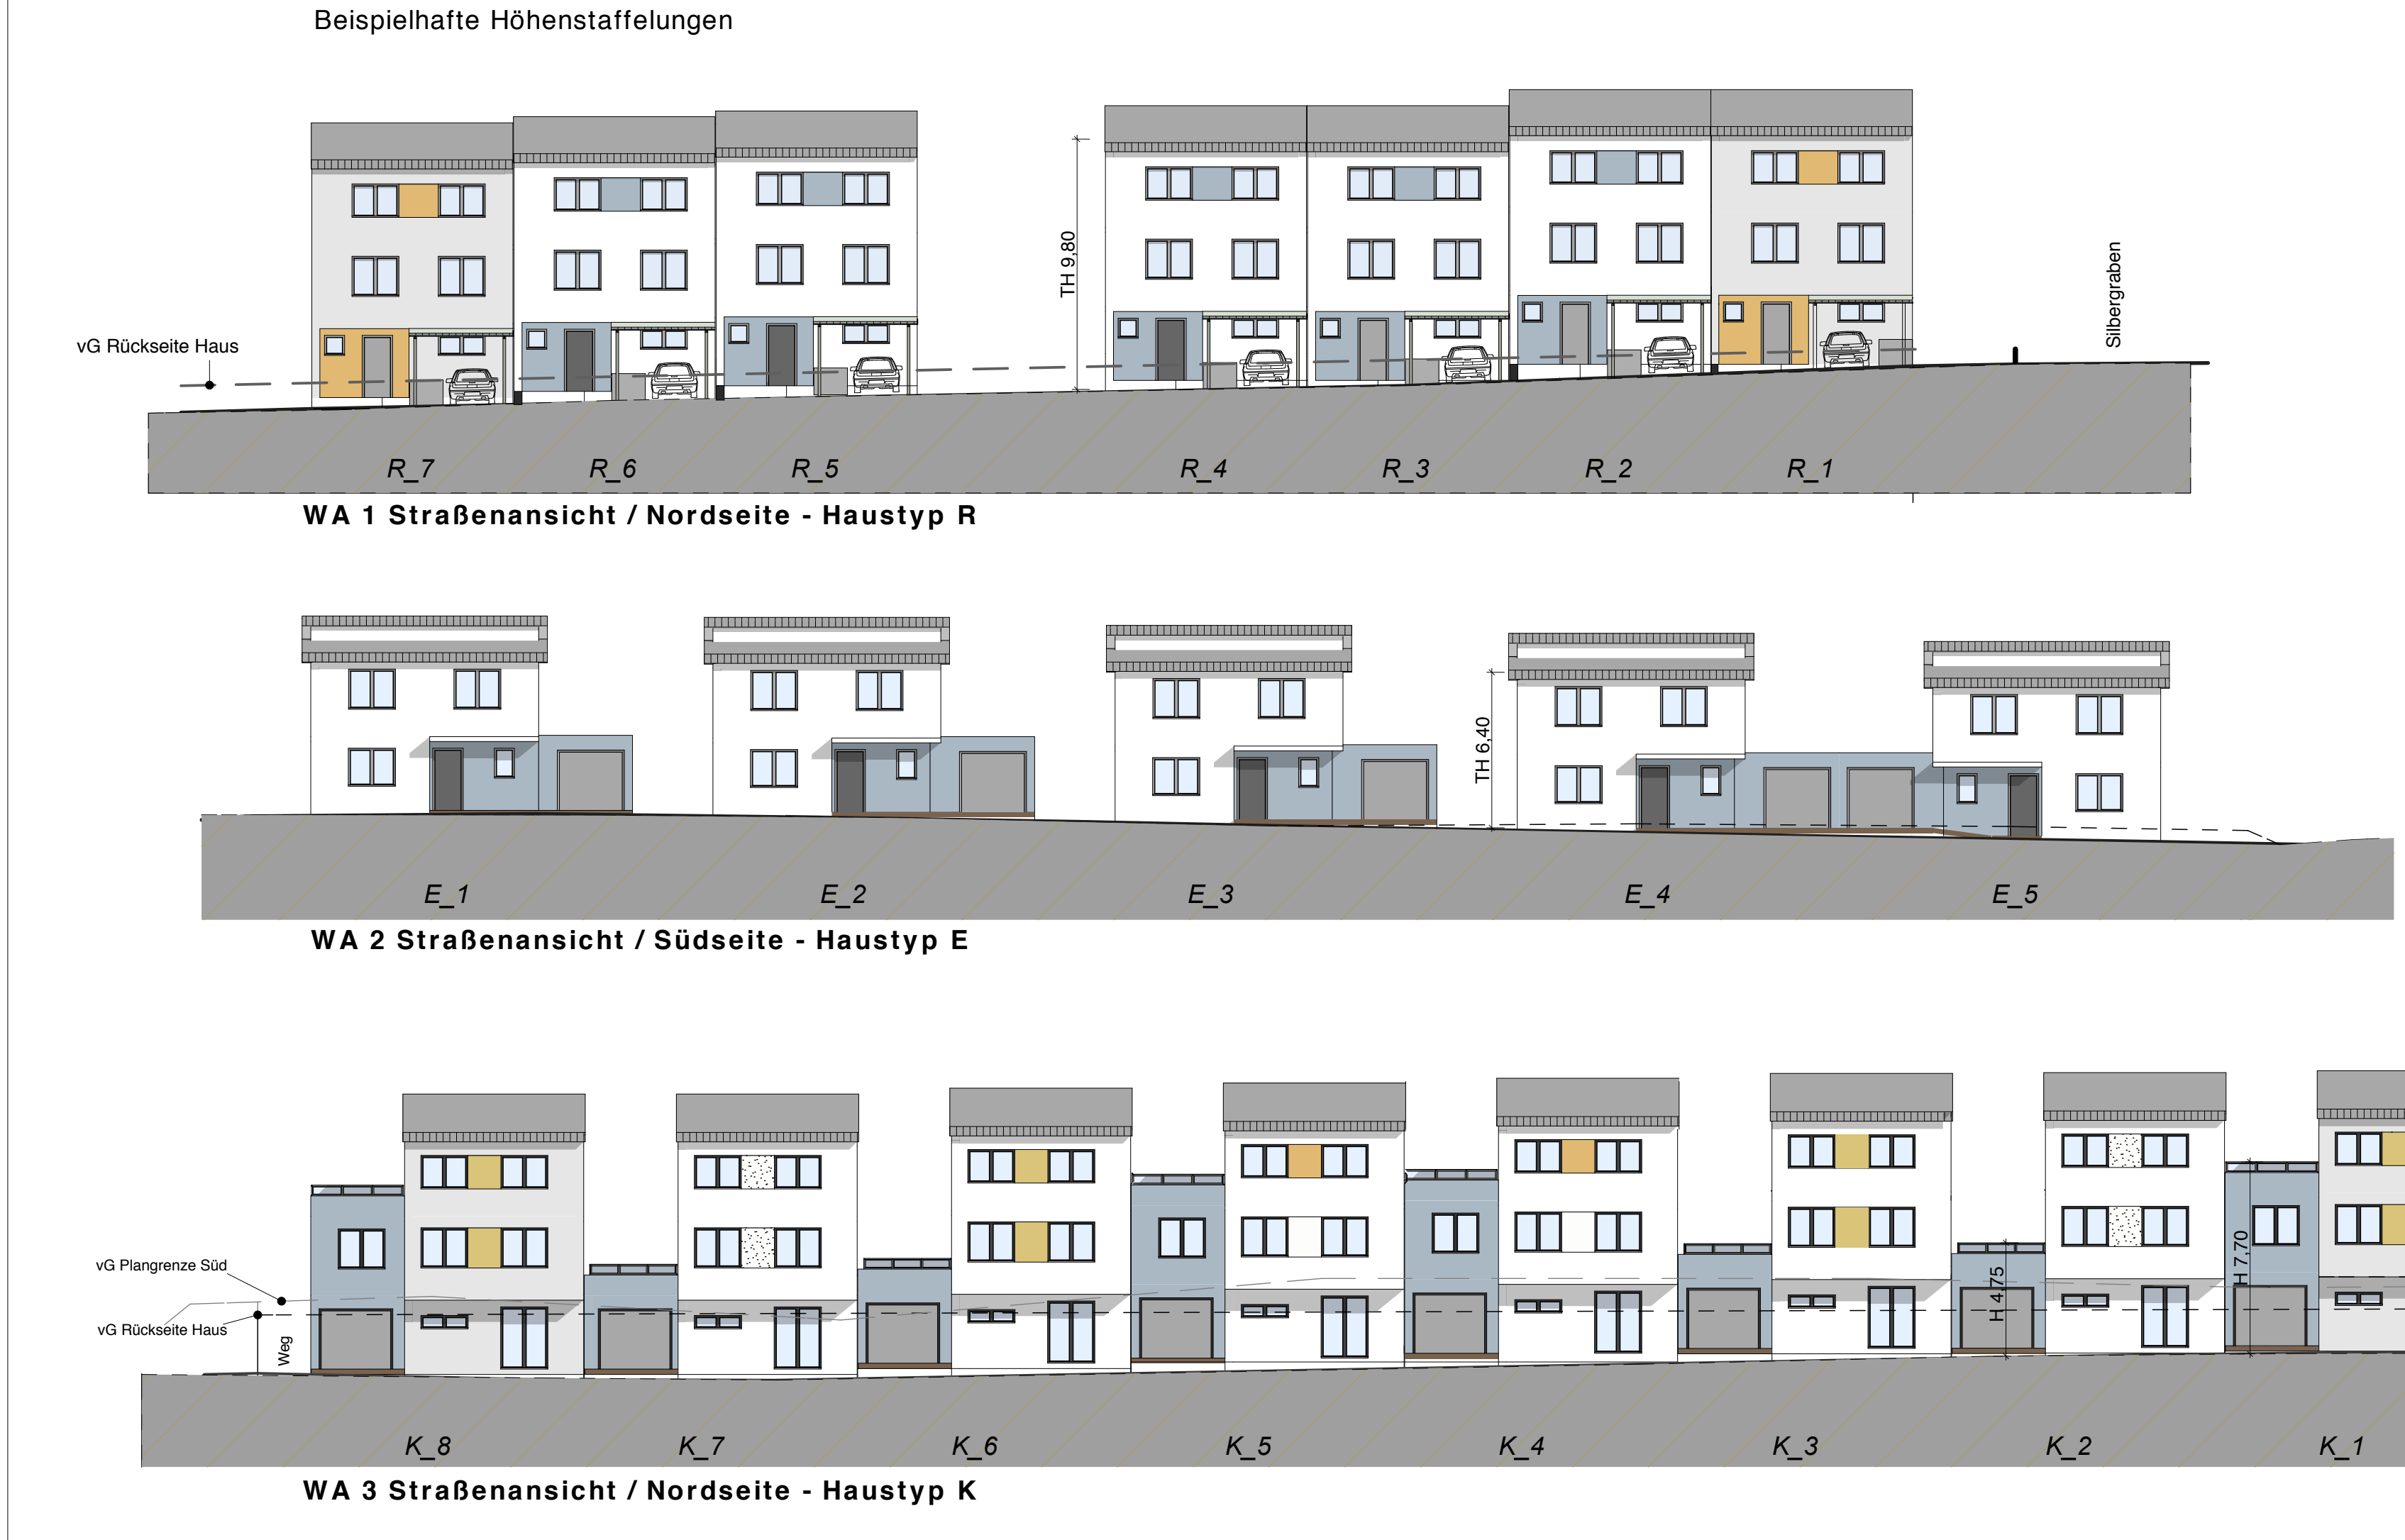 Beispielhafte Höhenstaffelungen
TH 9,80
Silbergraben
vG Rückseite Haus
R_7
R_6
R_5
R_4
R_3
R_2
R_1
WA 1 Straßenansicht / Nordseite - Haustyp R
TH 6,40
E_1
E_2
E_3
E_4
E_5
WA 2 Straßenansicht / Südseite - Haustyp E
vG Plangrenze Süd
vG Rückseite Haus
Weg
H 4,75
H 7,70
K_8
K_7
K_6
K_5
K_4
K_3
K_2
K_1
WA 3 Straßenansicht / Nordseite - Haustyp K